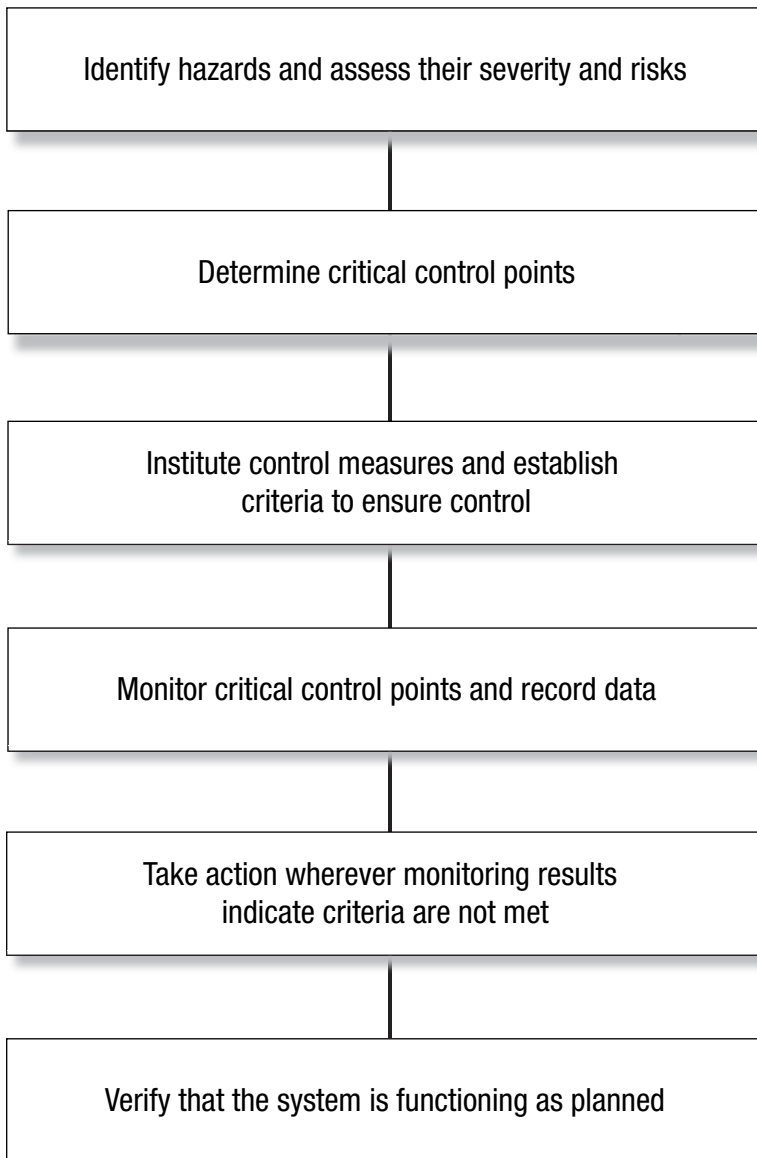 Identify hazards and assess their severity and risks
Determine critical control points
Institute control measures and establish
criteria to ensure control
Monitor critical control points and record data
Take action wherever monitoring results
indicate criteria are not met
Verify that the system is functioning as planned